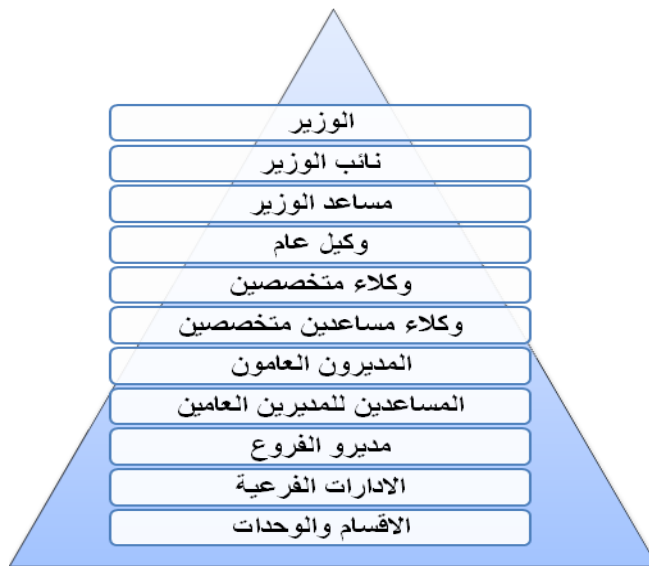 الوزير
نائب الوزير
مساعد الوزير
وكيل عام
وكلاء متخصصين
وكلاء مساعدين متخصصين
المديرون العامون
المساعدين للمديرين العامين
مديرو الفروع
الادارات الفرعية
الاقسام والوحدات